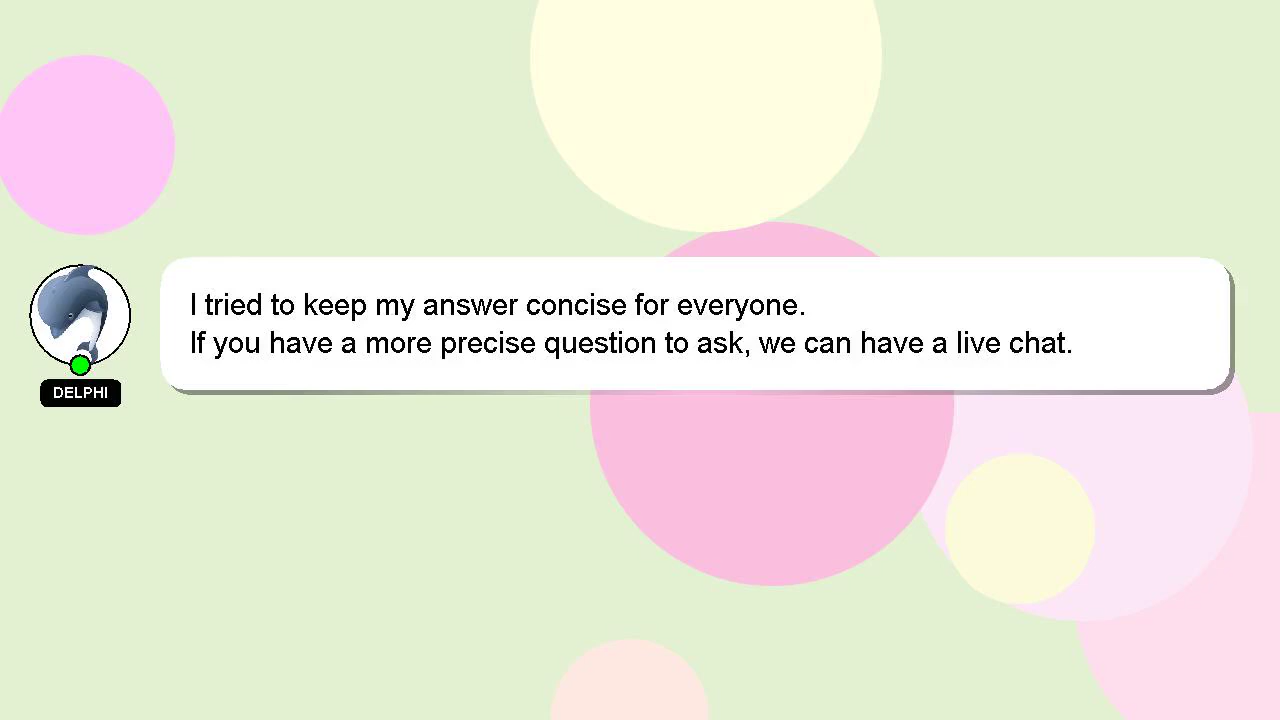 I tried to keep my answer concise for everyone.
If you have a more precise question to ask, we can have a live chat.
DELPHI